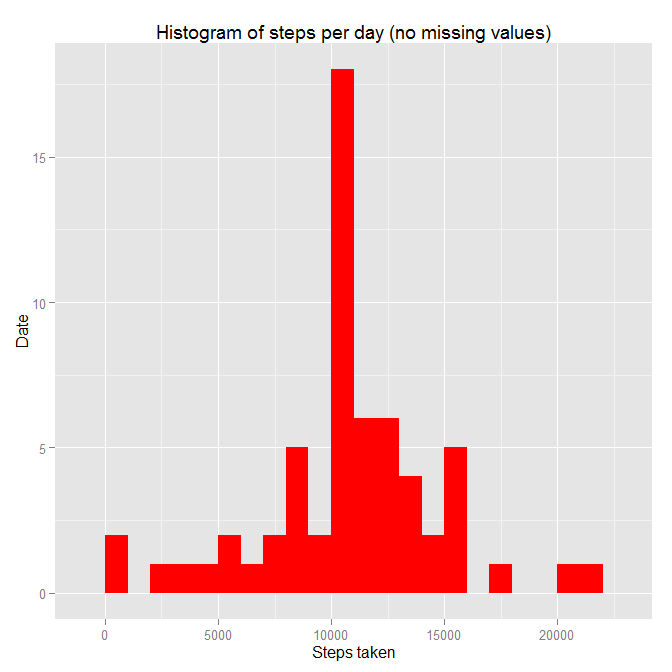 Histogram of steps per day (no missing values)
15
10
5
0
Date
0 5000 10000 15000 20000
Steps taken